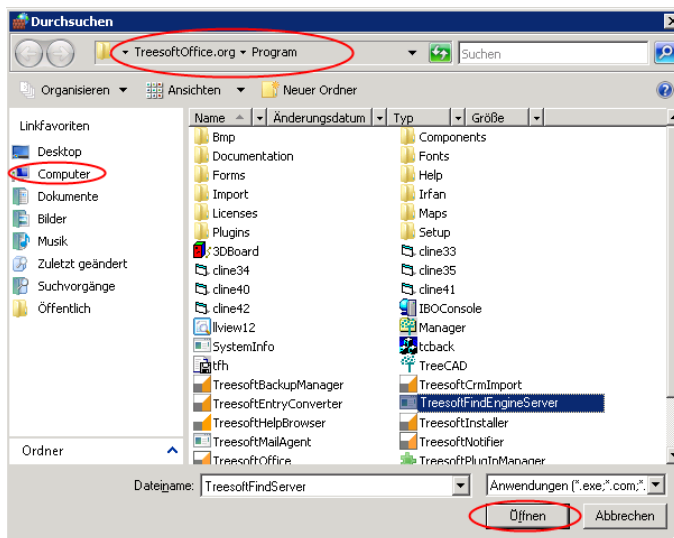 Durchsuchen
TreesoftOffice.org Program
Suchen
Organisieren Ansichten Neuer Ordner
Linkfavoriten
Desktop
Computer
Dokumente
Bilder
Musik
Zuletzt geändert
Suchvorgänge
Öffentlich
Ordner
Name Änderungsdatum Typ Größe
Bmp Components
Documentation Fonts
Forms Help
Import Irfan
Licenses Maps
Plugins Setup
3DBoard cline33
cline34 cline35
cline40 cline41
cline42 IBOConsole
llview12 Manager
SystemInfo tcback
tfh TreeCAD
TreesoftBackupManager TreesoftCrmImport
TreesoftEntryConverter TreesoftFindEngineServer
TreesoftHelpBrowser TreesoftInstaller
TreesoftMailAgent TreesoftNotifier
TreesoftOffice TreesoftPlugInManager
Dateiname: TreesoftFindServer Anwendungen (*.exe;*.com;*.
Öffnen Abbrechen